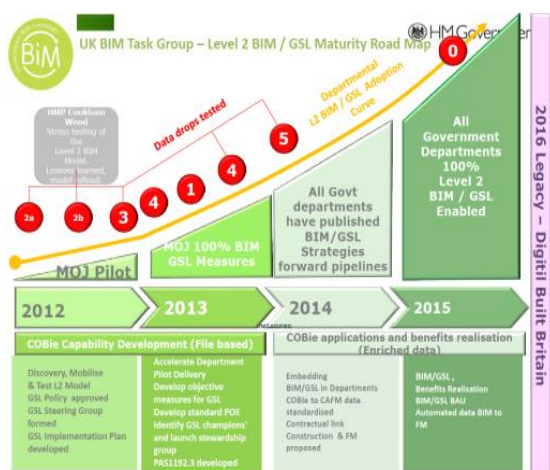 BiM
UK BIM Task Group – Level 2 BIM / GSL Maturity Road Map
HM Governmer
0
Departmental
L2 BIM / GSL Adoption
Curve
HMP Cookham
Wood
Stress testing of
the
Level 2 BIM
Model.
Lessons learned,
model refined
Data drops tested
5
4
1
4
3
2b
2a
All
Government
Departments
100%
Level 2
BIM / GSL
Enabled
All Govt
departments
have published
BIM/GSL
Strategies
forward pipelines
MOJ 100% BIM
GSL Measures
MOJ Pilot
2016 Legacy – Digitil Built Britain
2012
2013
2014
2015
COBie Capability Development (File based)
COBie applications and benefits realisation
(Enriched data)
Discovery, Mobilise
& Test L2 Model
GSL Policy approved
GSL Steering Group
formed
GSL Implementation Plan
developed
Accelerate Department
Pilot Delivery
Develop objective
measures for GSL
Develop standard POE
Identify GSL champions'
and launch stewardship
group
PAS1192.3 developed
Embedding
BIM/GSL in Departments
COBie to CAFM data
standardised
Contractual link
Construction & FM
proposed
BIM/GSL ,
Benefits Realisation
BIM/GSL BAU
Automated data BIM to
FM